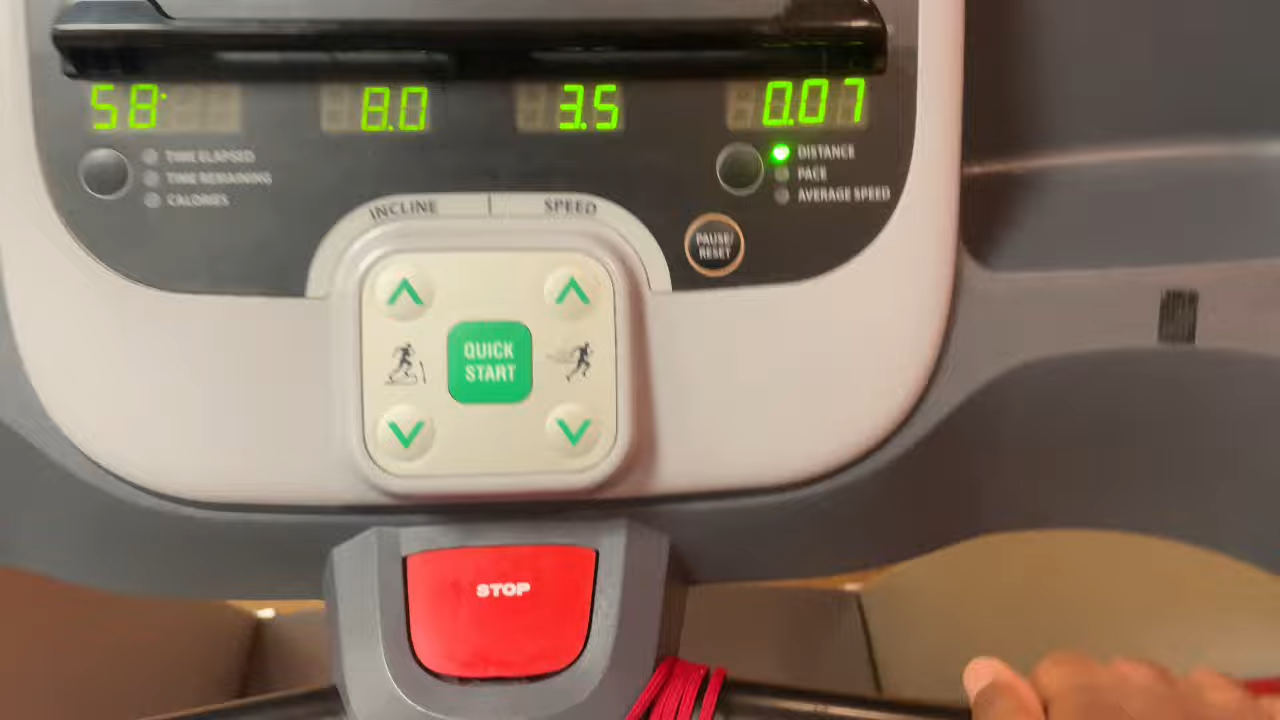 58 8.0 3.5 0.07
TIME ELAPSED
TIME REMAINING
CALORIES
DISTANCE
PACE
AVERAGE SPEED
INCLINE | SPEED
PAUSE/
RESET
QUICK
START
STOP